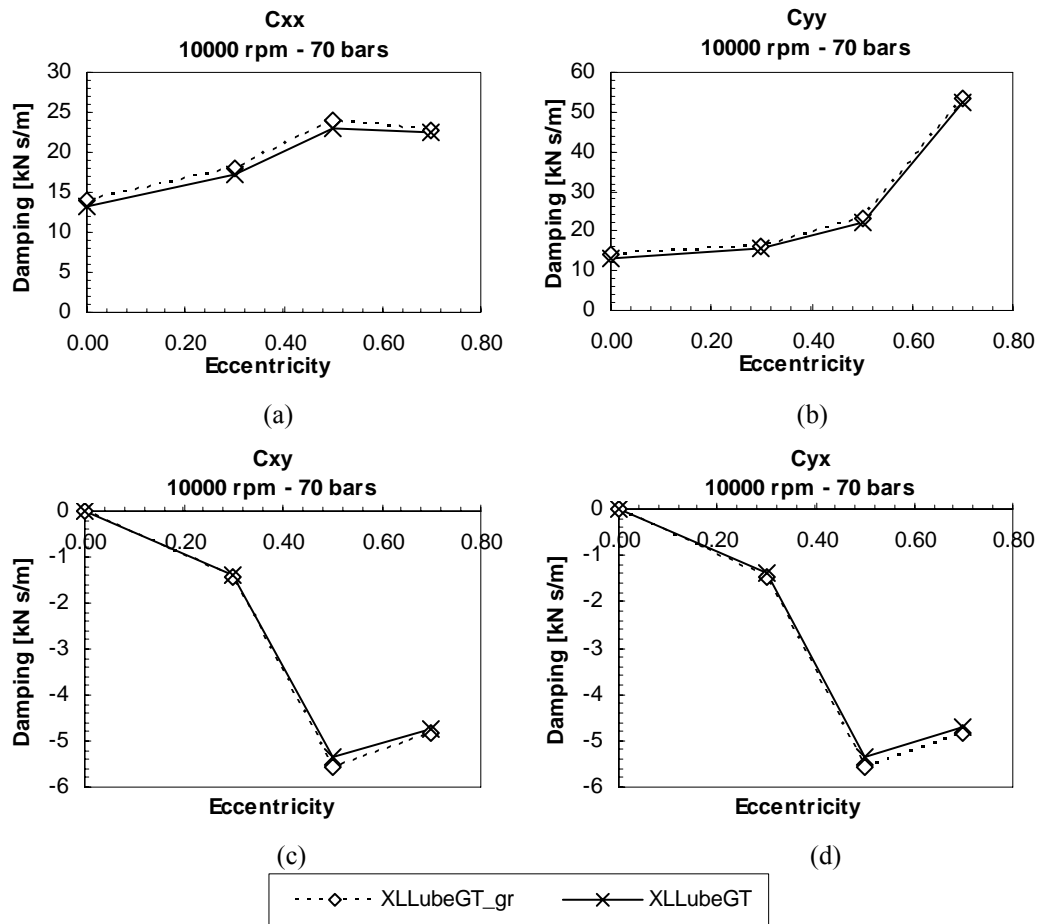 Cxx
10000 rpm - 70 bars
30
25
20
15
10
5
0
Damping [kN s/m]
0.00 0.20 0.40 0.60 0.80
Eccentricity
(a)
Cyy
10000 rpm - 70 bars
60
50
40
30
20
10
0
Damping [kN s/m]
0.00 0.20 0.40 0.60 0.80
Eccentricity
(b)
Cxy
10000 rpm - 70 bars
0
-1
-2
-3
-4
-5
-6
Damping [kN s/m]
0.00 0.20 0.40 0.60 0.80
Eccentricity
(c)
Cyx
10000 rpm - 70 bars
0
-1
-2
-3
-4
-5
-6
Damping [kN s/m]
0.00 0.20 0.40 0.60 0.80
Eccentricity
(d)
XLLubeGT_gr XLLubeGT